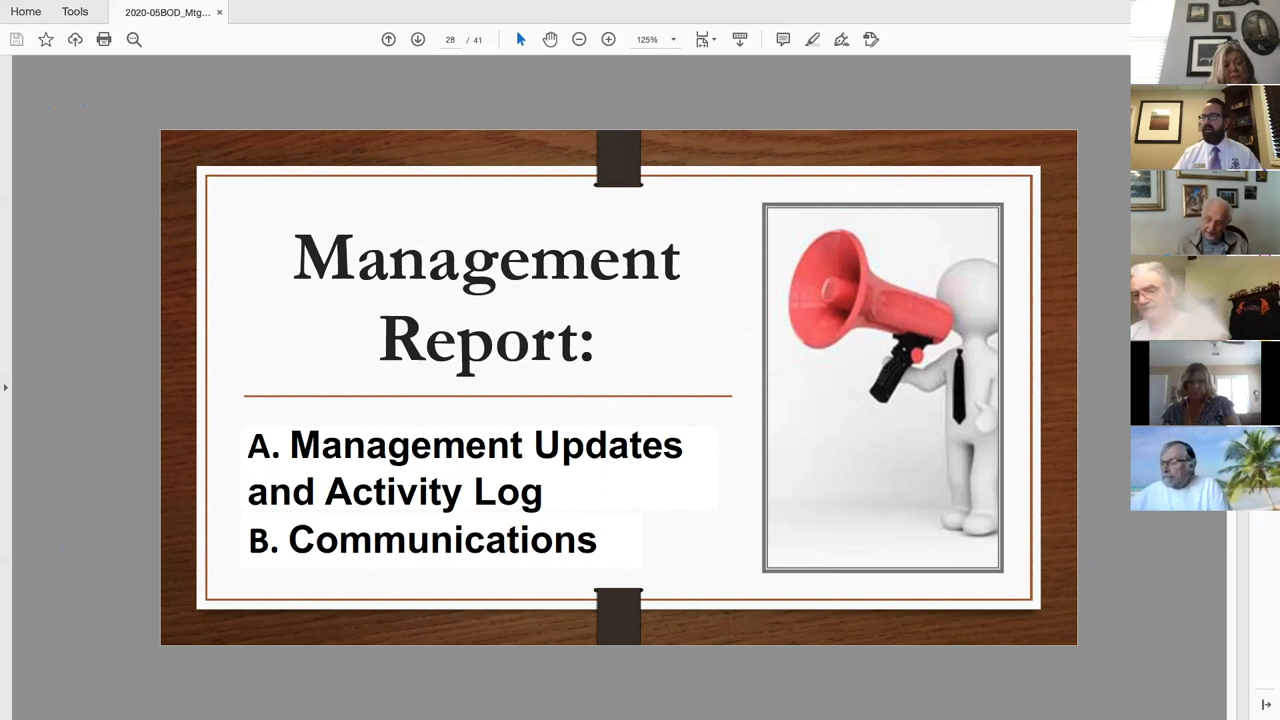 Home Tools 2020-05BOD_Mtg... ×
28 / 41 125%
Management
Report:
A. Management Updates
and Activity Log
B. Communications